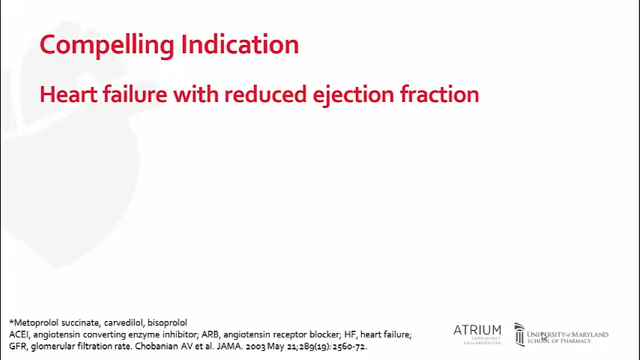 Compelling Indication
Heart failure with reduced ejection fraction
*Metoprolol succinate, carvedilol, bisoprolol
ACEI, angiotensin converting enzyme inhibitor; ARB, angiotensin receptor blocker; HF, heart failure;
GFR, glomerular filtration rate. Chobanian AV et al. JAMA. 2003 May 21;289(19):2560-72.
ATRIUM
CARDIOLOGY
COLLABORATIVE
UNIVERSITY OF MARYLAND
SCHOOL OF PHARMACY